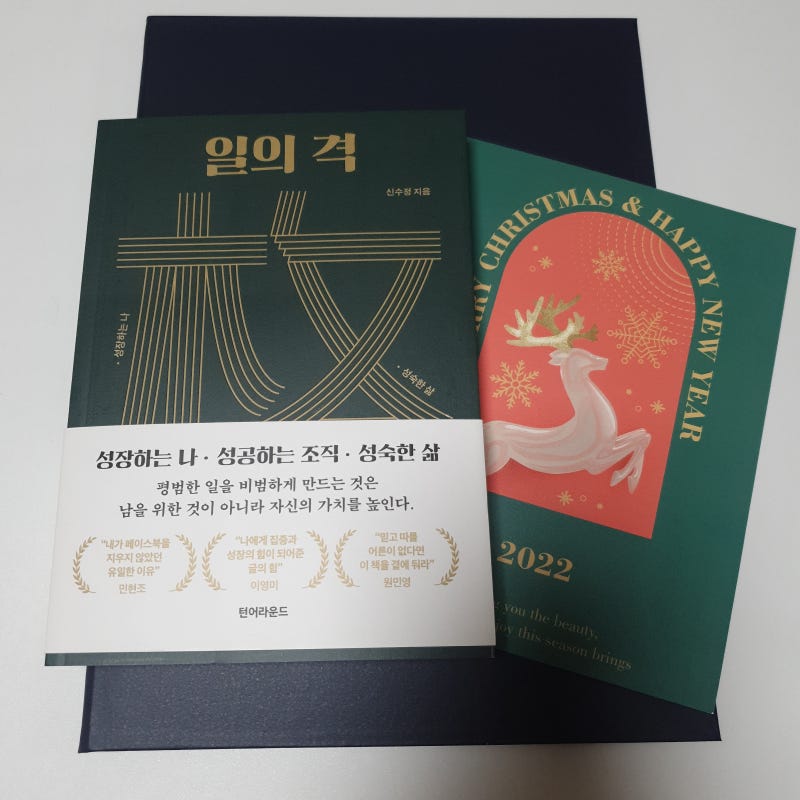 일의 격
신수정 지음
· 성장하는 나
· 성숙한 삶
성장하는 나 · 성공하는 조직 · 성숙한 삶
평범한 일을 비범하게 만드는 것은
남을 위한 것이 아니라 자신의 가치를 높인다.
“내가 페이스북을
지우지 않았던
유일한 이유”
민현조
“나에게 집중과
성장의 힘이 되어준
글의 힘”
이영미
“믿고 따를
어른이 없다면
이 책을 곁에 둬라”
원민영
턴어라운드
CHRISTMAS & HAPPY NEW YEAR
2022
you the beauty,
joy this season brings